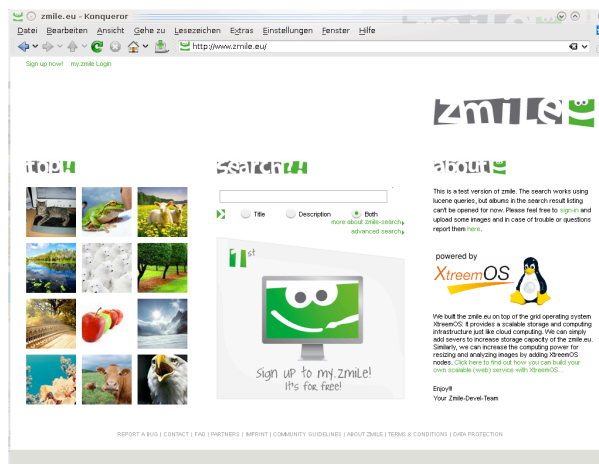 zmile.eu - Konqueror
Datei Bearbeiten Ansicht Gehe zu Lesezeichen Extras Einstellungen Fenster Hilfe
http://www.zmile.eu/
Sign up now! my.zmile Login
zmile
top!
search?!
about
This is a test version of zmile. The search works using
lucene queries, but albums in the search result listing
can't be opened for now. Please feel free to sign-in and
upload some images and in case of trouble or questions
report them here.
Title Description Both
more about zmile-search
advanced search
1st
sign up to my.zmile!
it's for free!
powered by
XtreemOS
We built the zmile.eu on top of the grid operating system
XtreemOS: It provides a scalable storage and computing
infrastructure just like cloud computing. We can simply
add severs to increase storage capacity of the zmile.eu.
Similarly, we can increase the computing power for
resizing and analyzing images by adding XtreemOS
nodes. Click here to find out how you can build your
own scalable (web) service with XtreemOS...
Enjoy!!!
Your Zmile-Devel-Team
REPORT A BUG | CONTACT | FAQ | PARTNERS | IMPRINT | COMMUNITY GUIDELINES | ABOUT ZMILE | TERMS & CONDITIONS | DATA PROTECTION